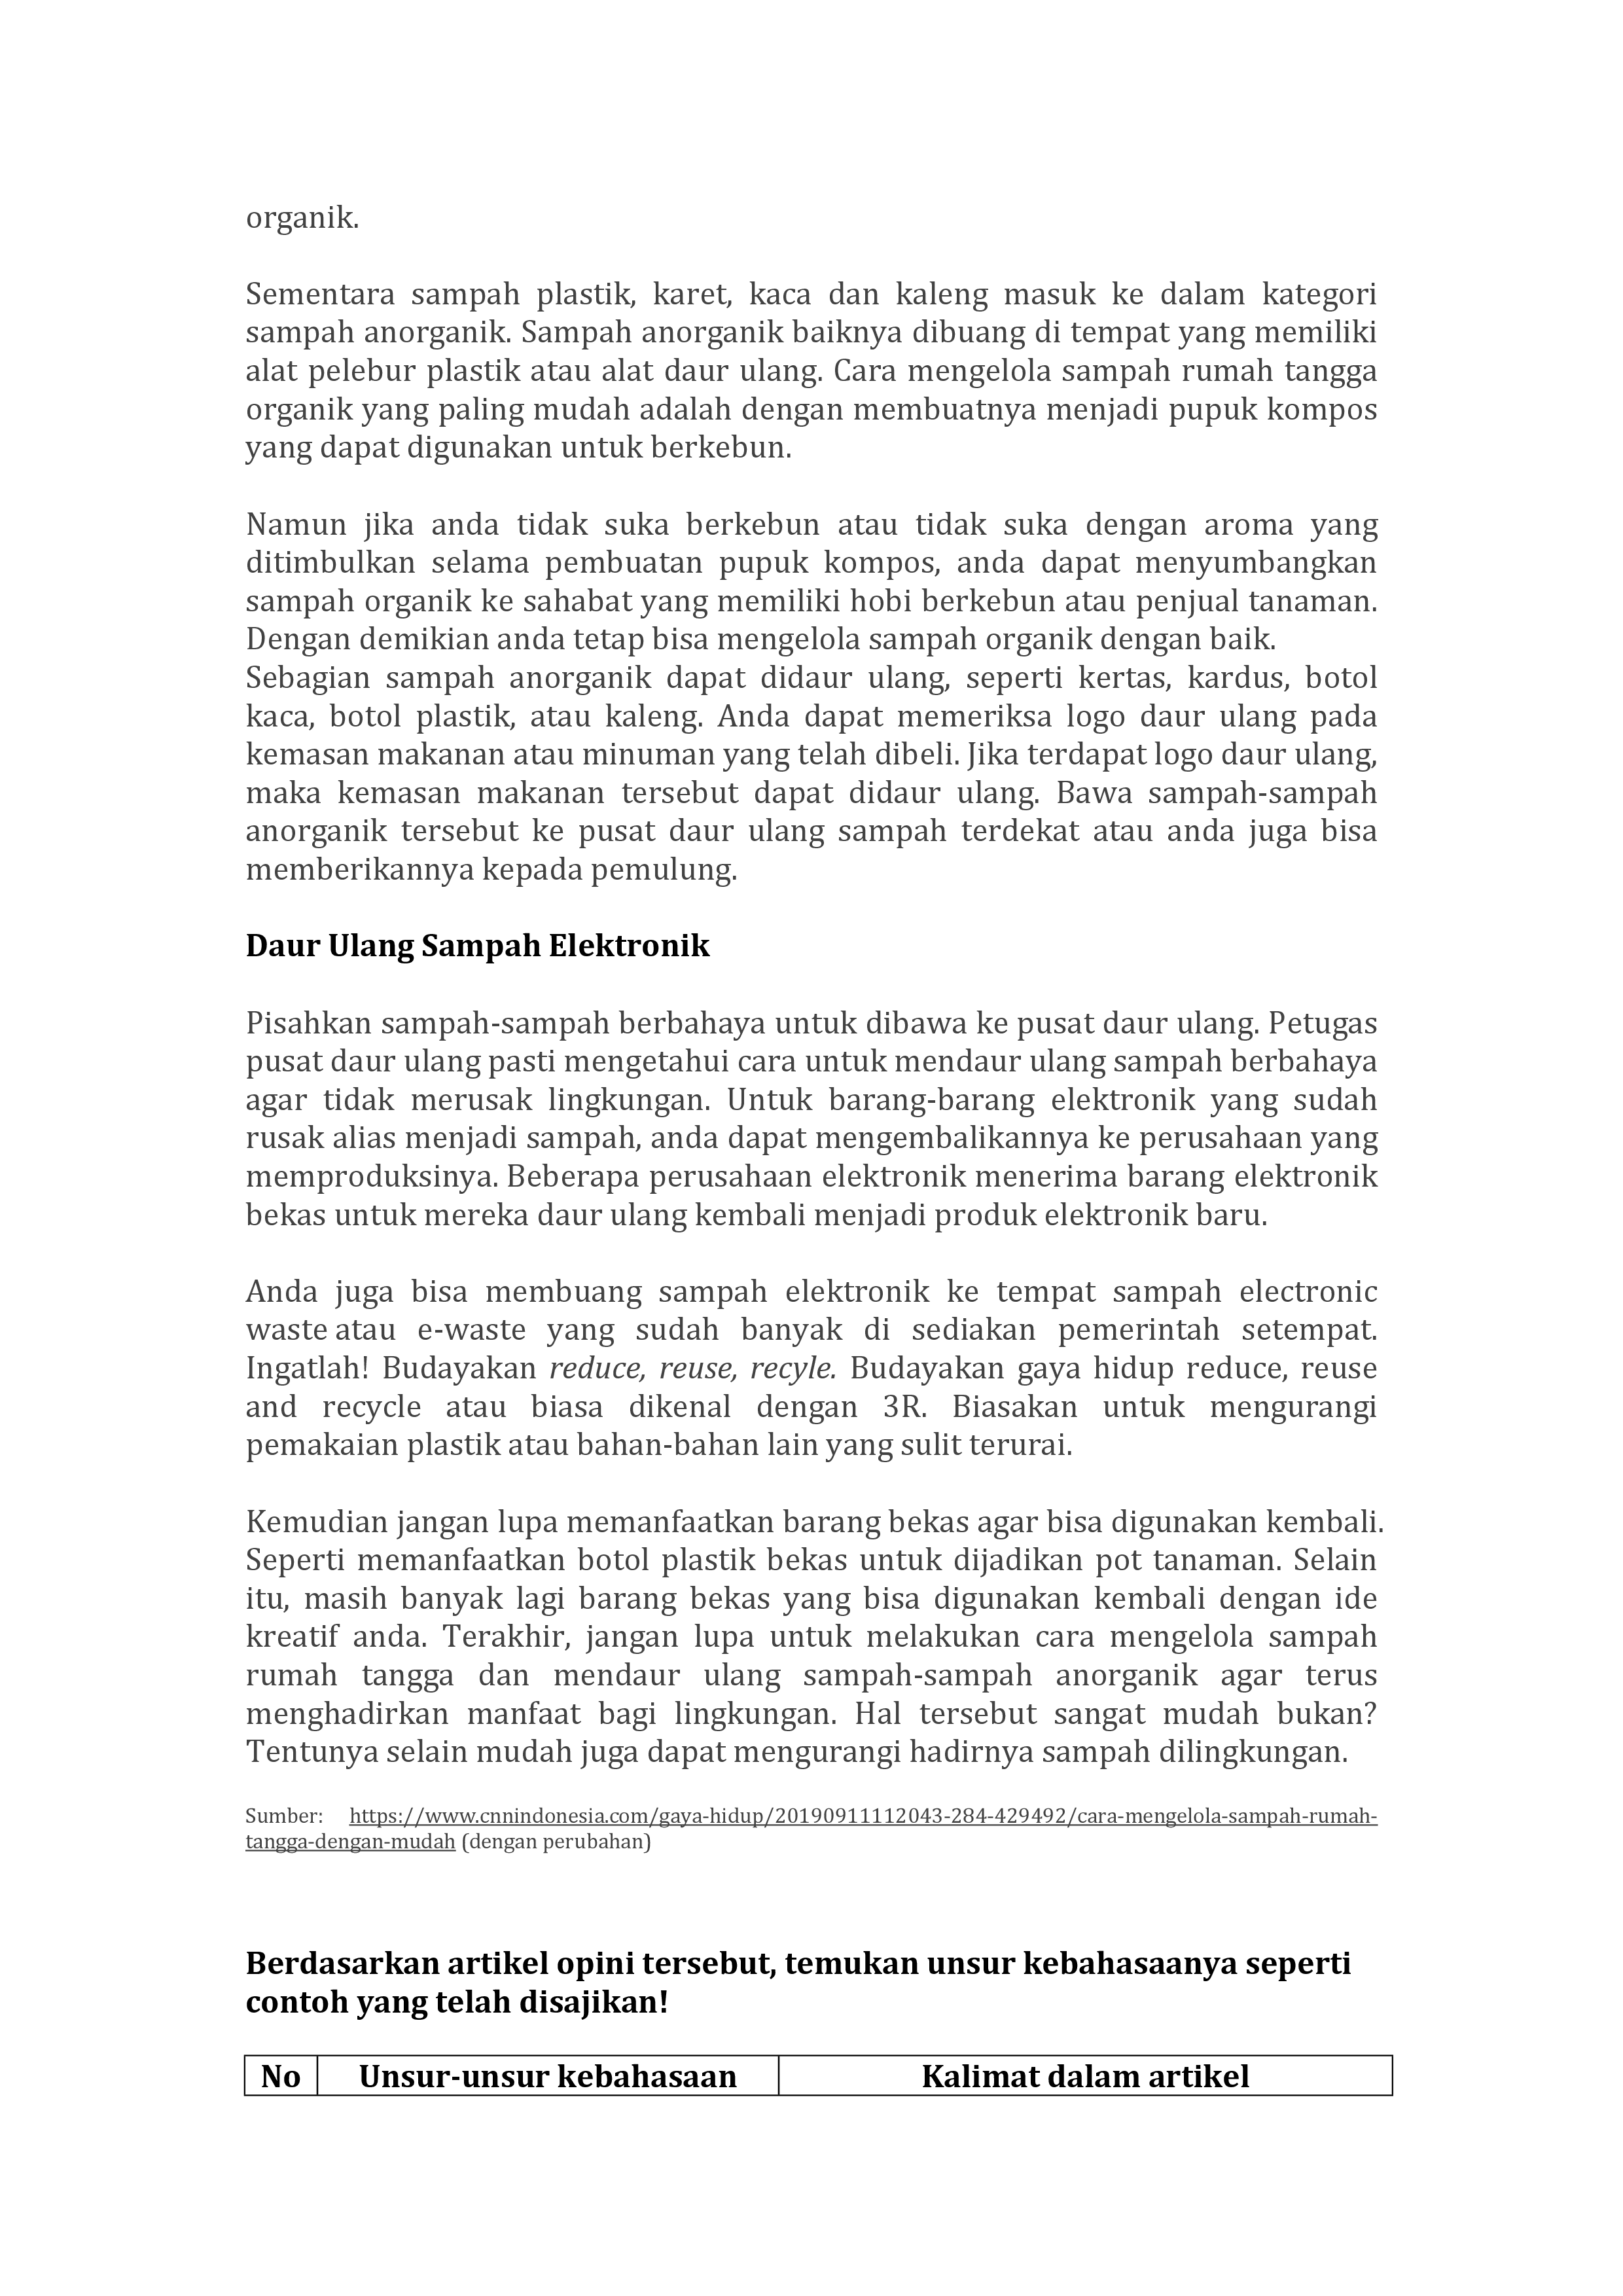 organik.
Sementara sampah plastik, karet, kaca dan kaleng masuk ke dalam kategori
sampah anorganik. Sampah anorganik baiknya dibuang di tempat yang memiliki
alat pelebur plastik atau alat daur ulang. Cara mengelola sampah rumah tangga
organik yang paling mudah adalah dengan membuatnya menjadi pupuk kompos
yang dapat digunakan untuk berkebun.
Namun jika anda tidak suka berkebun atau tidak suka dengan aroma yang
ditimbulkan selama pembuatan pupuk kompos, anda dapat menyumbangkan
sampah organik ke sahabat yang memiliki hobi berkebun atau penjual tanaman.
Dengan demikian anda tetap bisa mengelola sampah organik dengan baik.
Sebagian sampah anorganik dapat didaur ulang, seperti kertas, kardus, botol
kaca, botol plastik, atau kaleng. Anda dapat memeriksa logo daur ulang pada
kemasan makanan atau minuman yang telah dibeli. Jika terdapat logo daur ulang,
maka kemasan makanan tersebut dapat didaur ulang. Bawa sampah-sampah
anorganik tersebut ke pusat daur ulang sampah terdekat atau anda juga bisa
memberikannya kepada pemulung.
Daur Ulang Sampah Elektronik
Pisahkan sampah-sampah berbahaya untuk dibawa ke pusat daur ulang. Petugas
pusat daur ulang pasti mengetahui cara untuk mendaur ulang sampah berbahaya
agar tidak merusak lingkungan. Untuk barang-barang elektronik yang sudah
rusak alias menjadi sampah, anda dapat mengembalikannya ke perusahaan yang
memproduksinya. Beberapa perusahaan elektronik menerima barang elektronik
bekas untuk mereka daur ulang kembali menjadi produk elektronik baru.
Anda juga bisa membuang sampah elektronik ke tempat sampah electronic
waste atau e-waste yang sudah banyak di sediakan pemerintah setempat.
Ingatlah! Budayakan reduce, reuse, recyle. Budayakan gaya hidup reduce, reuse
and recycle atau biasa dikenal dengan 3R. Biasakan untuk mengurangi
pemakaian plastik atau bahan-bahan lain yang sulit terurai.
Kemudian jangan lupa memanfaatkan barang bekas agar bisa digunakan kembali.
Seperti memanfaatkan botol plastik bekas untuk dijadikan pot tanaman. Selain
itu, masih banyak lagi barang bekas yang bisa digunakan kembali dengan ide
kreatif anda. Terakhir, jangan lupa untuk melakukan cara mengelola sampah
rumah tangga dan mendaur ulang sampah-sampah anorganik agar terus
menghadirkan manfaat bagi lingkungan. Hal tersebut sangat mudah bukan?
Tentunya selain mudah juga dapat mengurangi hadirnya sampah dilingkungan.
Sumber: https://www.cnnindonesia.com/gaya-hidup/20190911112043-284-429492/cara-mengelola-sampah-rumah-
tangga-dengan-mudah (dengan perubahan)
Berdasarkan artikel opini tersebut, temukan unsur kebahasaanya seperti
contoh yang telah disajikan!
No Unsur-unsur kebahasaan Kalimat dalam artikel